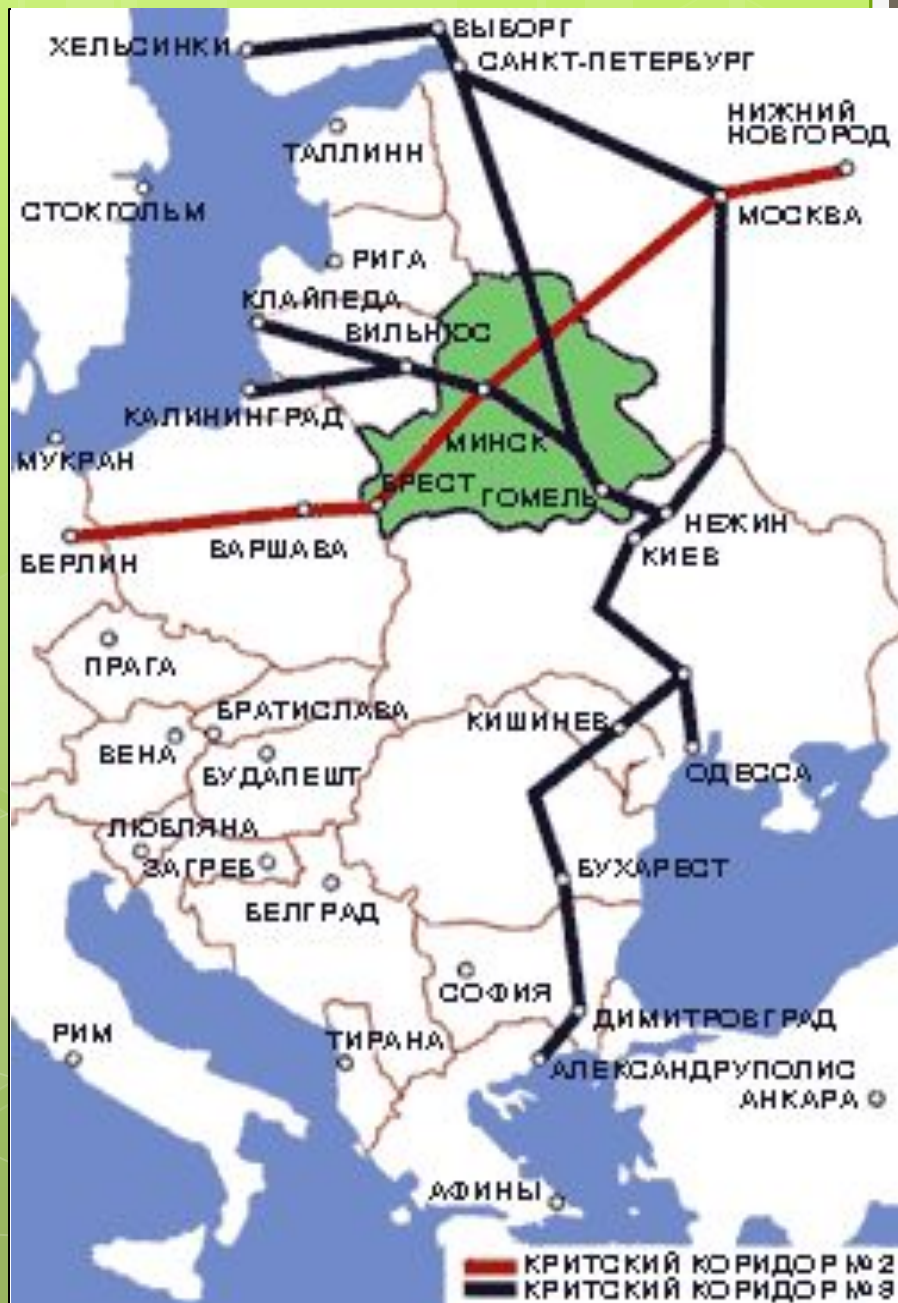 ВЫБОРГ
ХЕЛЬСИНКИ
САНКТ-ПЕТЕРБУРГ
НИЖНИЙ
НОВГОРОД
ТАЛЛИНН
СТОКГОЛЬМ
МОСКВА
РИГА
КЛАЙПЕДА
ВИЛЬНЮС
КАЛИНИНГРАД
МИНСК
МУКРАН
БРЕСТ
ГОМЕЛЬ
НЕЖИН
ВАРШАВА
КИЕВ
БЕРЛИН
ПРАГА
БРАТИСЛАВА
КИШИНЕВ
ВЕНА
БУДАПЕШТ
ОДЕССА
ЛЮБЛЯНА
ЗАГРЕБ
БУХАРЕСТ
БЕЛГРАД
СОФИЯ
ДИМИТРОВГРАД
РИМ
ТИРАНА
АЛЕКСАНДРУПОЛИС
АНКАРА
АФИНЫ
КРИТСКИЙ КОРИДОР №2
КРИТСКИЙ КОРИДОР №9